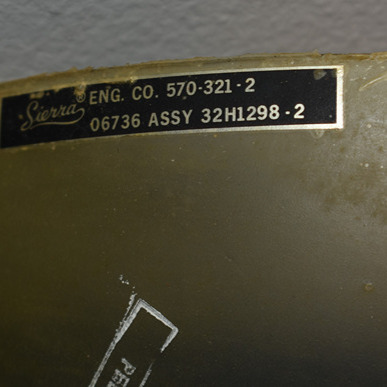 Sierra® ENG. CO. 570-321-2
06736 ASSY 32H1298-2